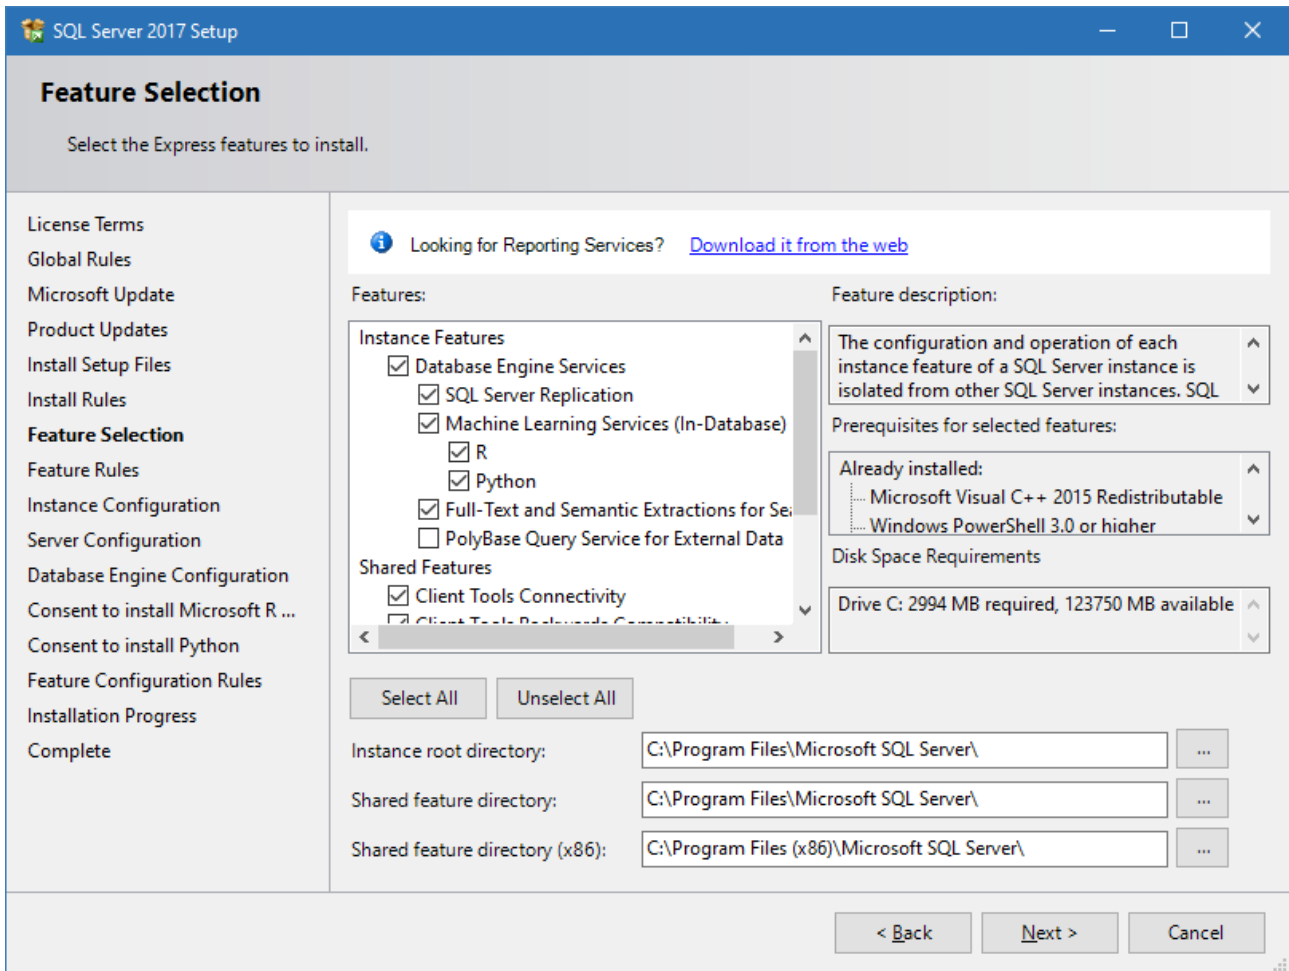 SQL Server 2017 Setup
Feature Selection
Select the Express features to install.
License Terms
Global Rules
Microsoft Update
Product Updates
Install Setup Files
Install Rules
Feature Selection
Feature Rules
Instance Configuration
Server Configuration
Database Engine Configuration
Consent to install Microsoft R ...
Consent to install Python
Feature Configuration Rules
Installation Progress
Complete
Looking for Reporting Services? Download it from the web
Features:
Instance Features
Database Engine Services
SQL Server Replication
Machine Learning Services (In-Database)
R
Python
Full-Text and Semantic Extractions for Sea
PolyBase Query Service for External Data
Shared Features
Client Tools Connectivity
Client Tools Backwards Compatibility
Feature description:
The configuration and operation of each
instance feature of a SQL Server instance is
isolated from other SQL Server instances. SQL
Prerequisites for selected features:
Already installed:
Microsoft Visual C++ 2015 Redistributable
Windows PowerShell 3.0 or higher
Disk Space Requirements
Drive C: 2994 MB required, 123750 MB available
Select All
Unselect All
Instance root directory:
C:\Program Files\Microsoft SQL Server\
...
Shared feature directory:
C:\Program Files\Microsoft SQL Server\
...
Shared feature directory (x86):
C:\Program Files (x86)\Microsoft SQL Server\
...
< Back
Next >
Cancel